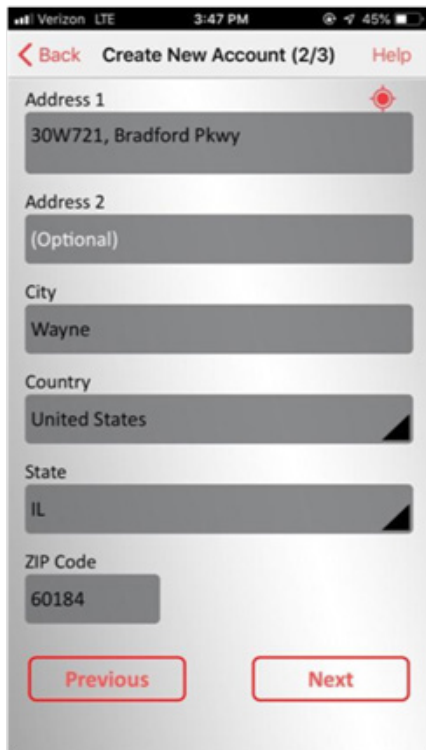 Verizon LTE 3:47 PM 45%
Back Create New Account (2/3) Help
Address 1
30W721, Bradford Pkwy
Address 2
(Optional)
City
Wayne
Country
United States
State
IL
ZIP Code
60184
Previous Next